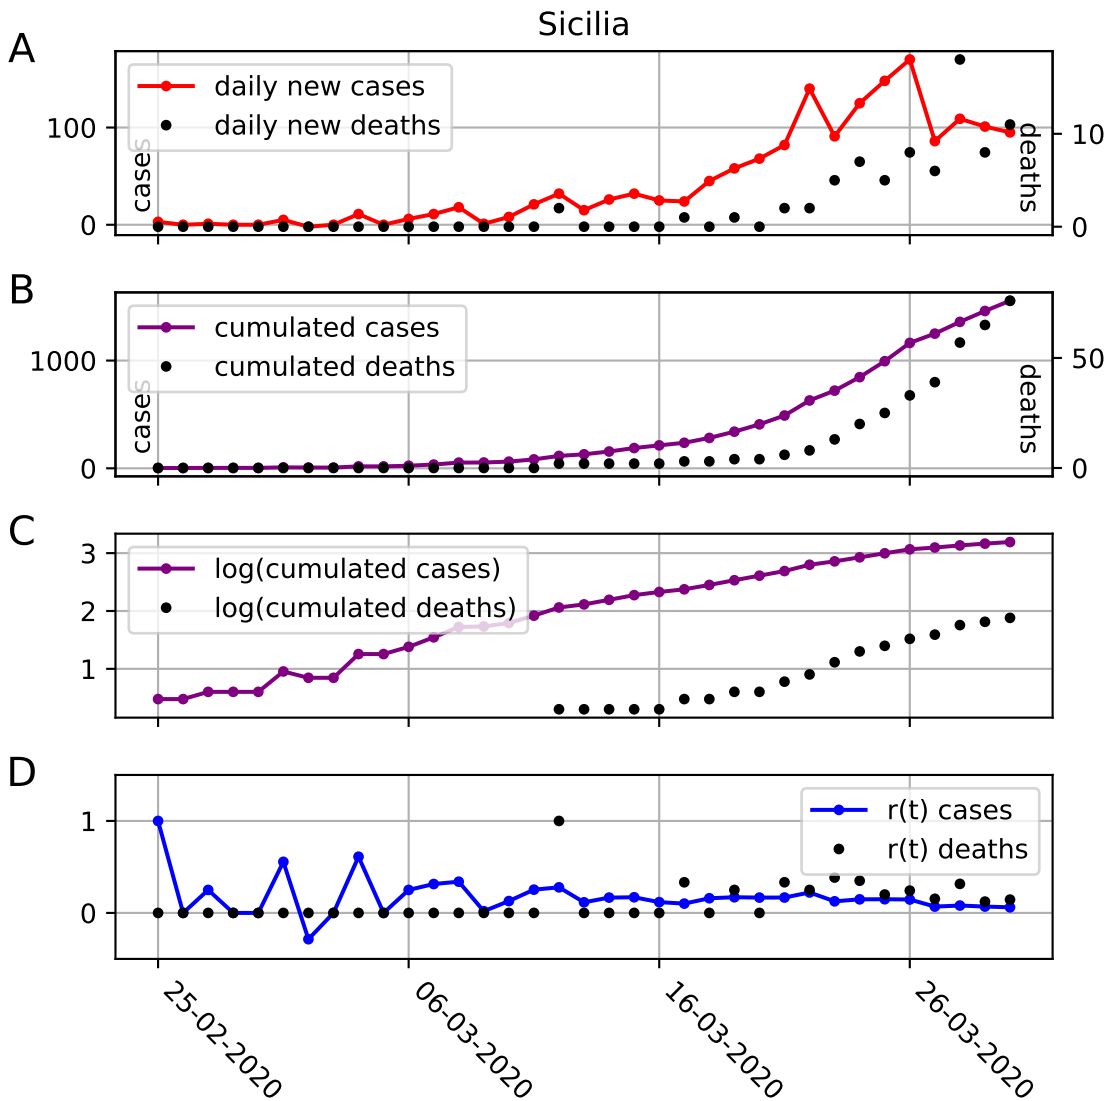 Sicilia
A
daily new cases
daily new deaths
100
0
cases
10
0
deaths
B
cumulated cases
cumulated deaths
1000
0
cases
50
0
deaths
C
log(cumulated cases)
log(cumulated deaths)
3
2
1
D
r(t) cases
r(t) deaths
1
0
25-02-2020
06-03-2020
16-03-2020
26-03-2020